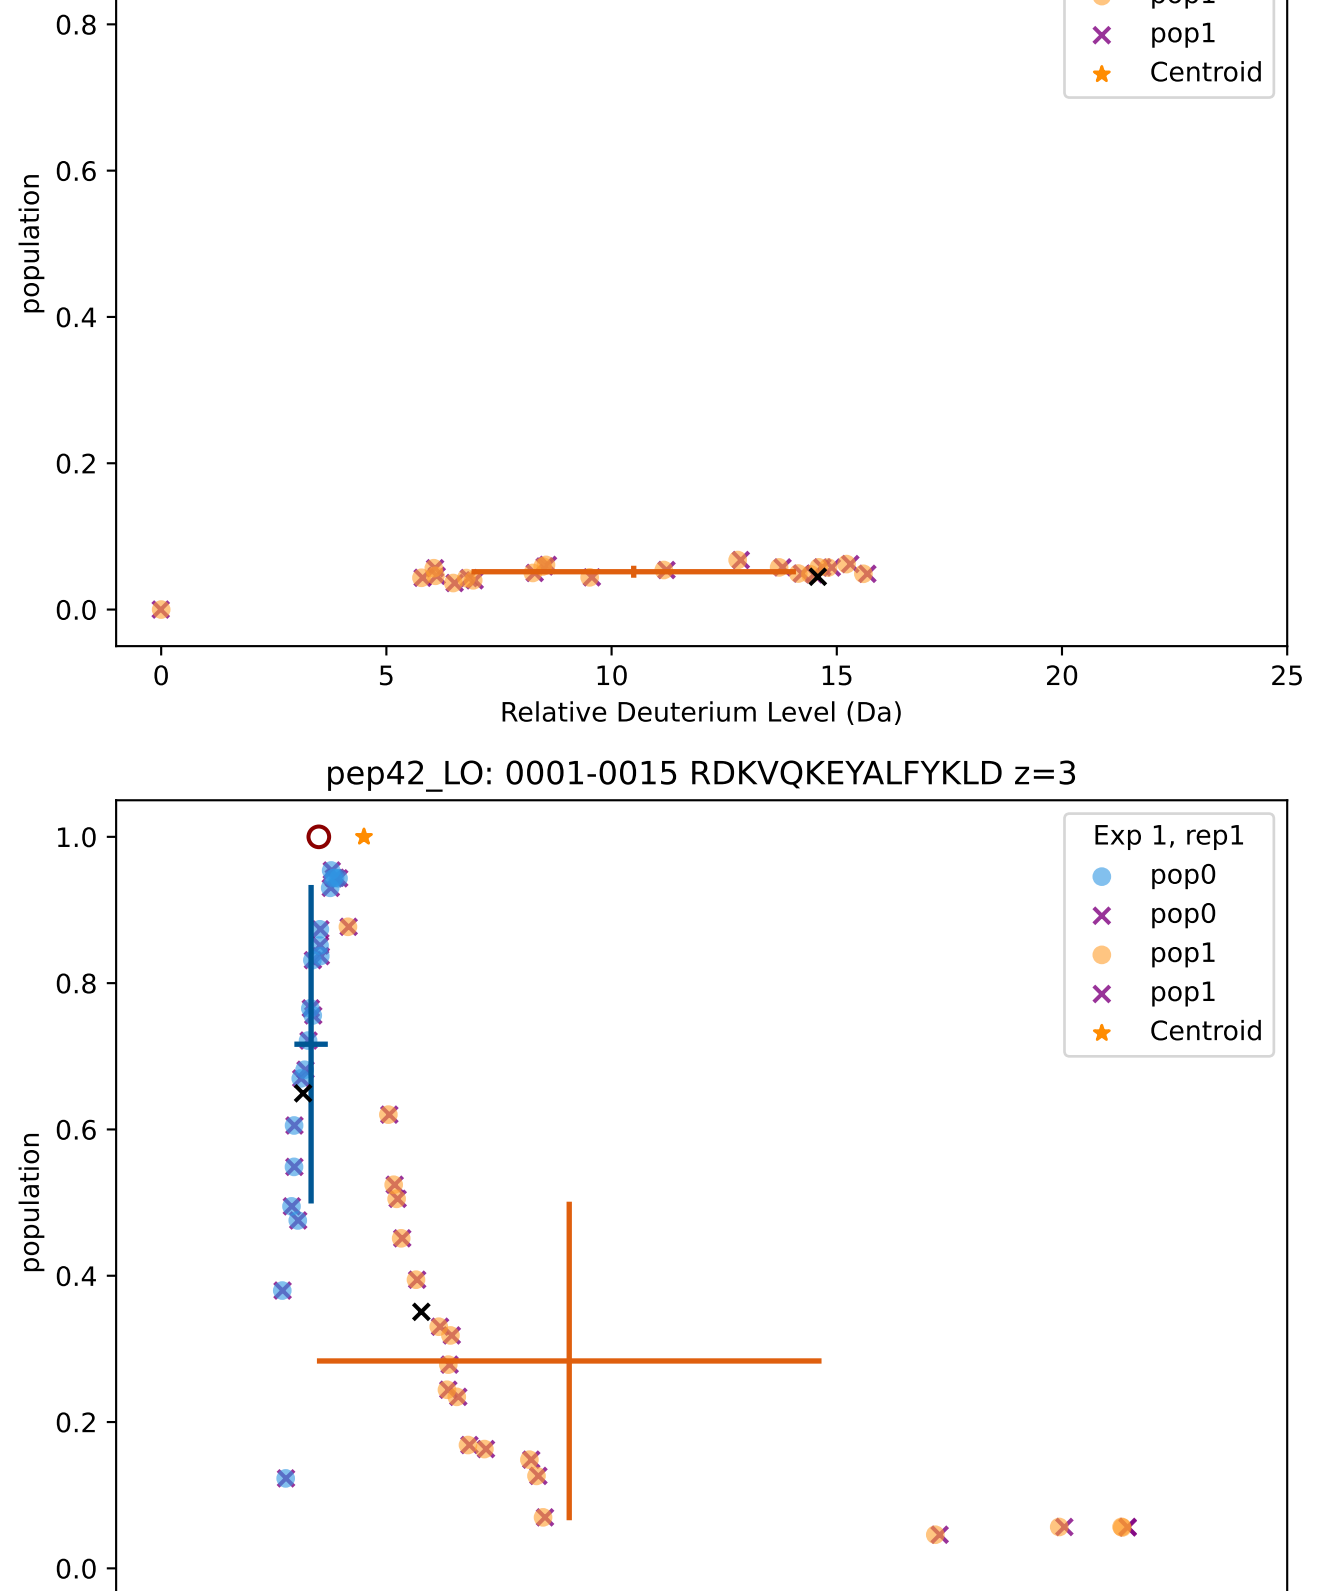 pop1
pop1
Centroid
0.8
0.6
0.4
0.2
0.0
population
0 5 10 15 20 25
Relative Deuterium Level (Da)
pep42_LO: 0001-0015 RDKVQKEYALFYKLD z=3
Exp 1, rep1
pop0
pop0
pop1
pop1
Centroid
1.0
0.8
0.6
0.4
0.2
0.0
population